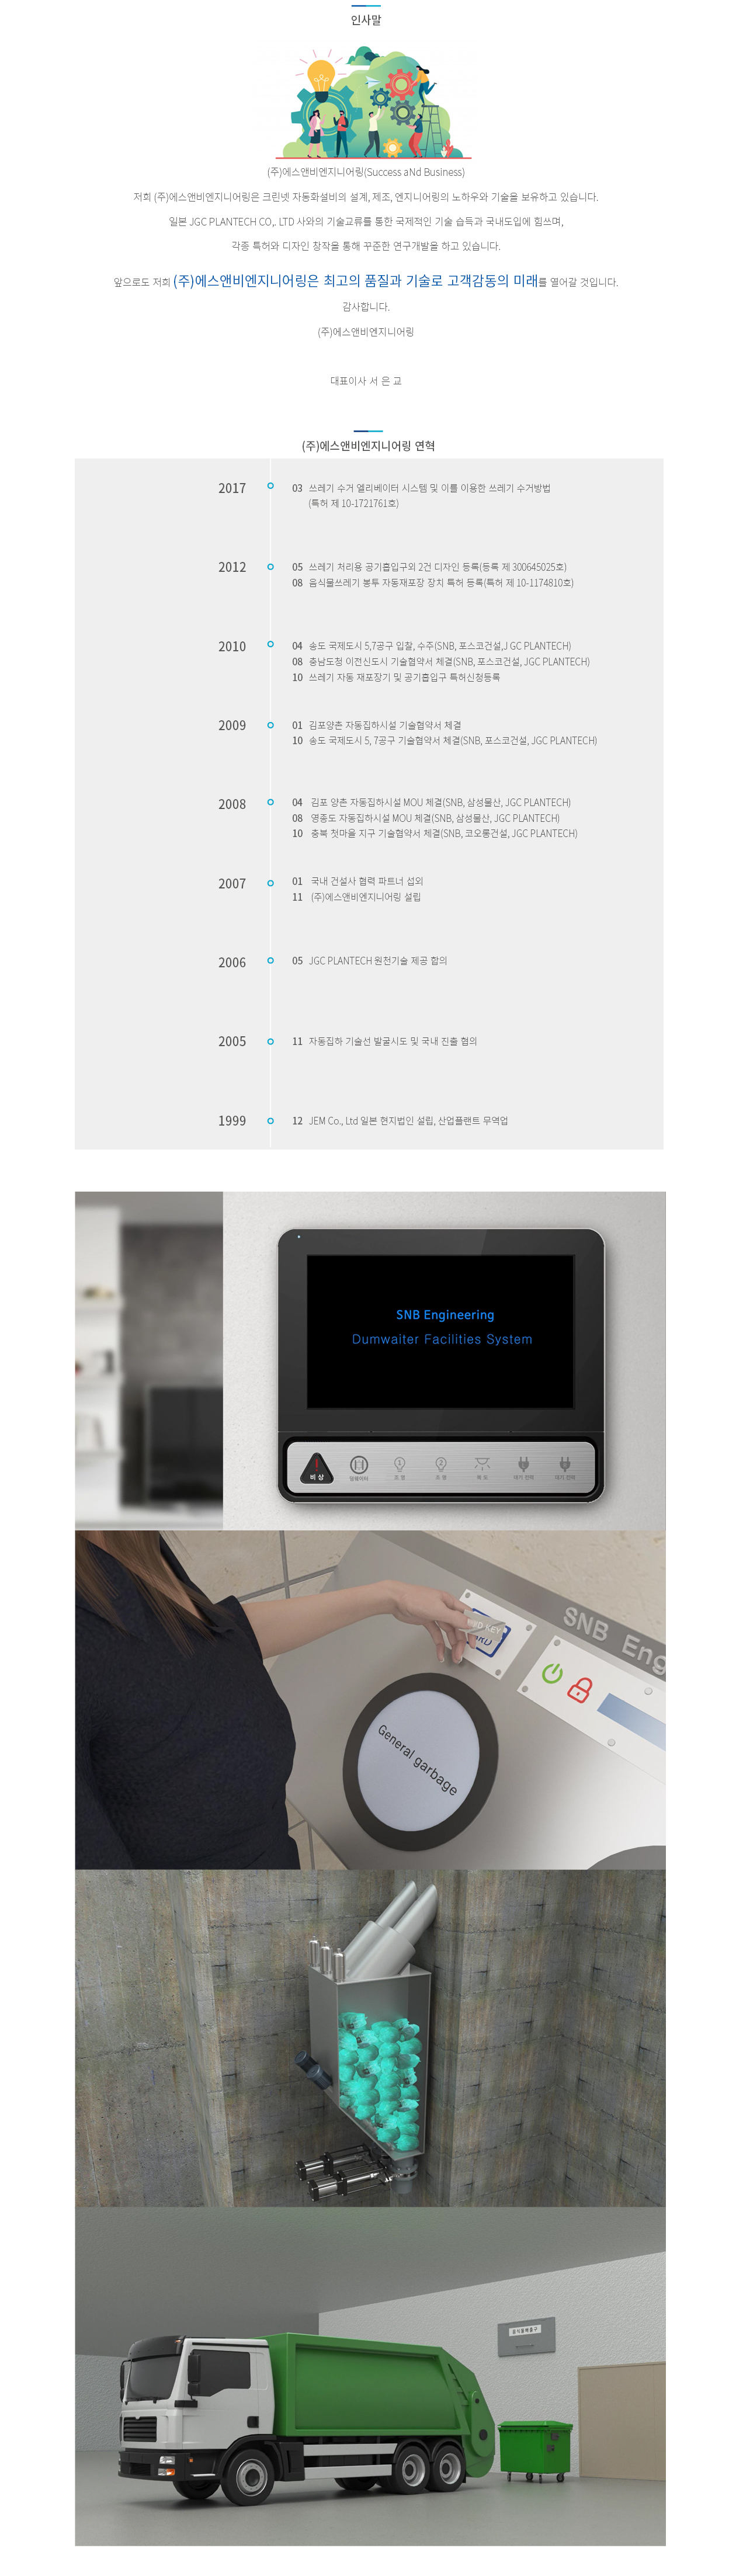 인사말
(주)에스앤비엔지니어링(Success aNd Business)
저희 (주)에스앤비엔지니어링은 크린넷 자동화설비의 설계, 제조, 엔지니어링의 노하우와 기술을 보유하고 있습니다.
일본 JGC PLANTECH CO,. LTD 사와의 기술교류를 통한 국제적인 기술 습득과 국내도입에 힘쓰며,
각종 특허와 디자인 창작을 통해 꾸준한 연구개발을 하고 있습니다.
앞으로도 저희 (주)에스앤비엔지니어링은 최고의 품질과 기술로 고객감동의 미래를 열어갈 것입니다.
감사합니다.
(주)에스앤비엔지니어링
대표이사 서 은 교
(주)에스앤비엔지니어링 연혁
2017 03 쓰레기 수거 엘리베이터 시스템 및 이를 이용한 쓰레기 수거방법
(특허 제 10-1721761호)
2012 05 쓰레기 처리용 공기흡입구외 2건 디자인 등록(등록 제 300645025호)
08 음식물쓰레기 봉투 자동재포장 장치 특허 등록(특허 제 10-1174810호)
2010 04 송도 국제도시 5,7공구 입찰, 수주(SNB, 포스코건설,J GC PLANTECH)
08 충남도청 이전신도시 기술협약서 체결(SNB, 포스코건설, JGC PLANTECH)
10 쓰레기 자동 재포장기 및 공기흡입구 특허신청등록
2009 01 김포양촌 자동집하시설 기술협약서 체결
10 송도 국제도시 5, 7공구 기술협약서 체결(SNB, 포스코건설, JGC PLANTECH)
2008 04 김포 양촌 자동집하시설 MOU 체결(SNB, 삼성물산, JGC PLANTECH)
08 영종도 자동집하시설 MOU 체결(SNB, 삼성물산, JGC PLANTECH)
10 충북 첫마을 지구 기술협약서 체결(SNB, 코오롱건설, JGC PLANTECH)
2007 01 국내 건설사 협력 파트너 섭외
11 (주)에스앤비엔지니어링 설립
2006 05 JGC PLANTECH 원천기술 제공 합의
2005 11 자동집하 기술선 발굴시도 및 국내 진출 협의
1999 12 JEM Co., Ltd 일본 현지법인 설립, 산업플랜트 무역업
SNB Engineering
Dumwaiter Facilities System
비상 덤웨이터 조명 조명 복도 대기전력 대기전력
SNB Eng
General garbage